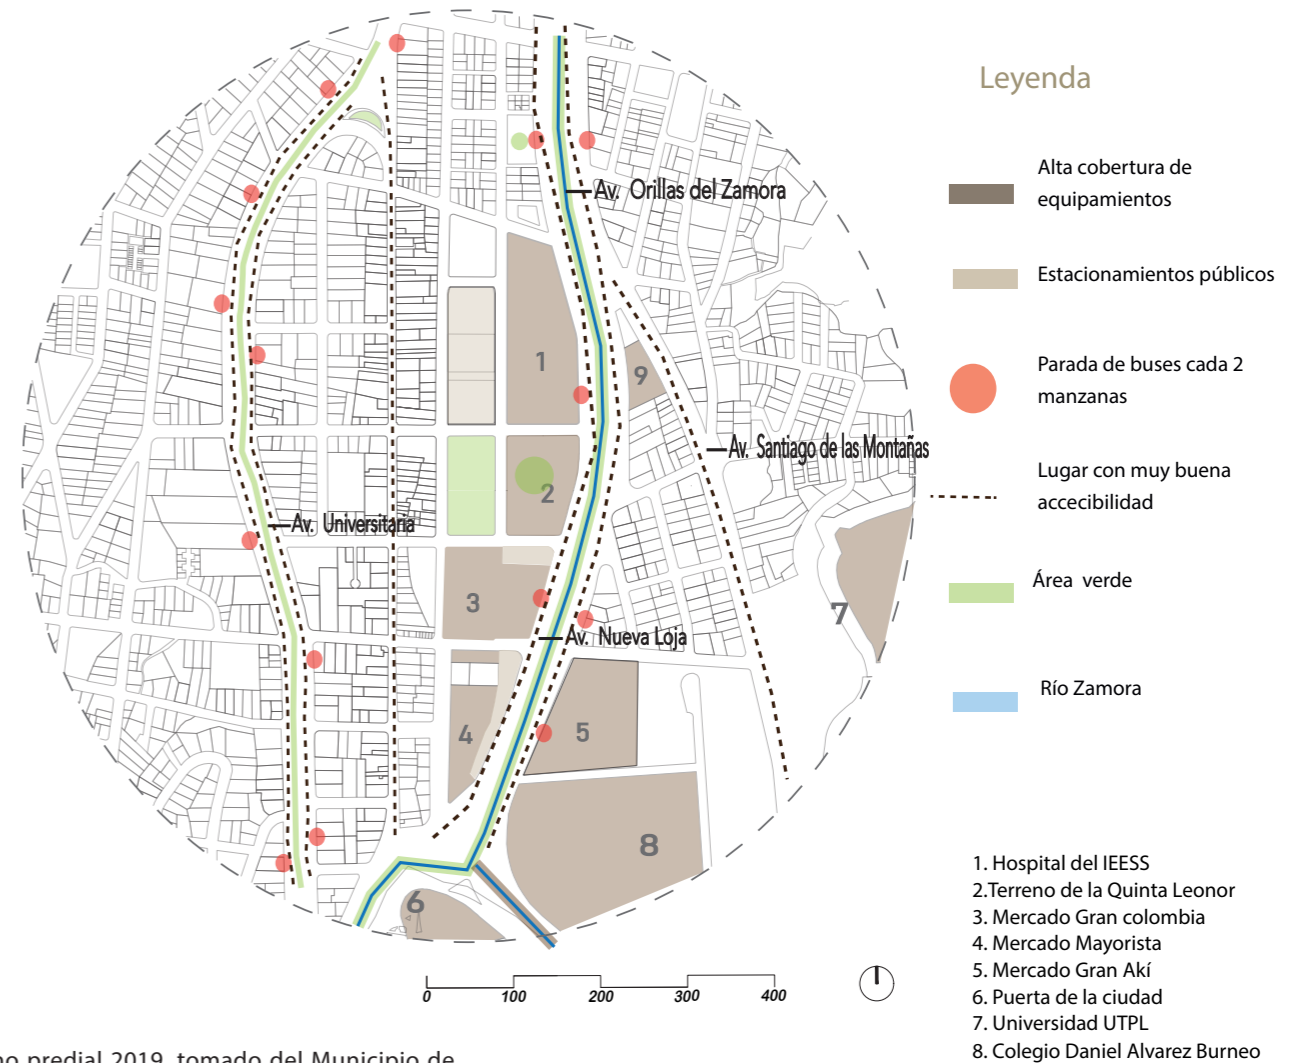 Leyenda
Alta cobertura de
equipamientos
Estacionamientos públicos
Parada de buses cada 2
manzanas
Lugar con muy buena
accecibilidad
Área verde
Río Zamora
Av. Orillas del Zamora
1
9
Av. Santiago de las Montañas
2
Av. Universitaria
3
7
Av. Nueva Loja
4
5
8
6
0 100 200 300 400
1. Hospital del IEESS
2.Terreno de la Quinta Leonor
3. Mercado Gran colombia
4. Mercado Mayorista
5. Mercado Gran Akí
6. Puerta de la ciudad
7. Universidad UTPL
8. Colegio Daniel Alvarez Burneo
no predial 2019, tomado del Municipio de